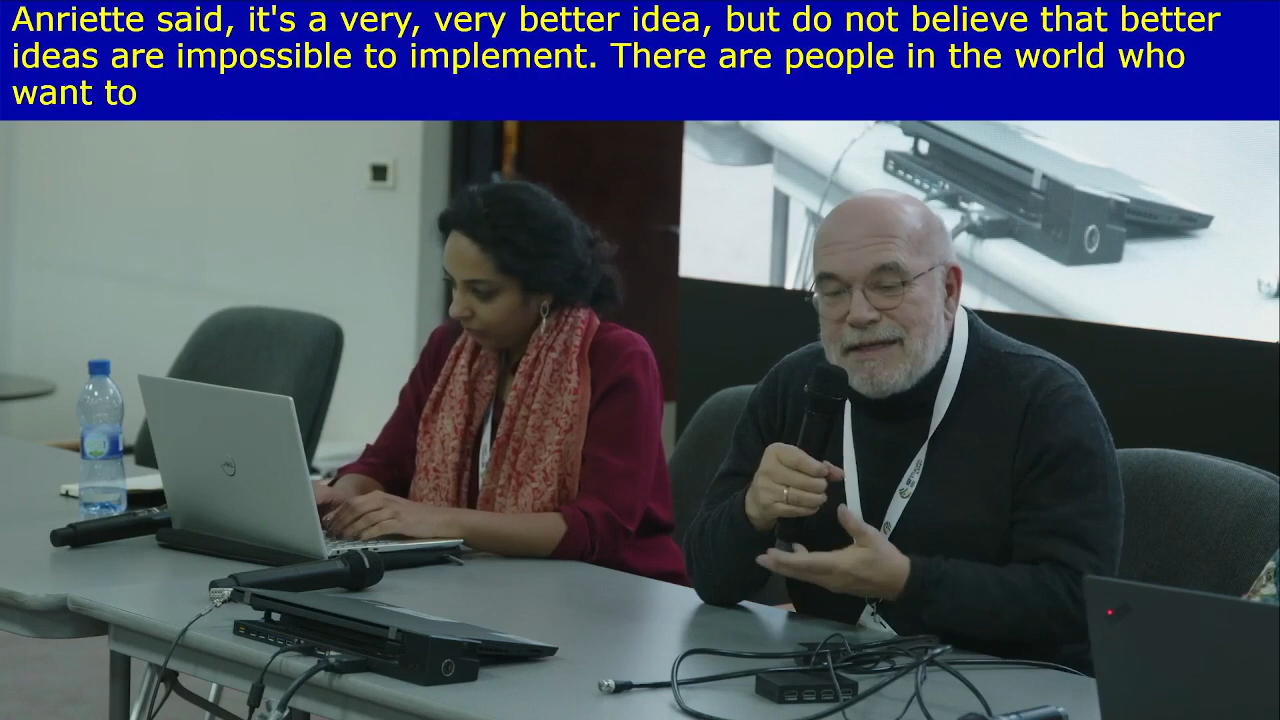 Anriette said, it's a very, very better idea, but do not believe that better
ideas are impossible to implement. There are people in the world who
want to